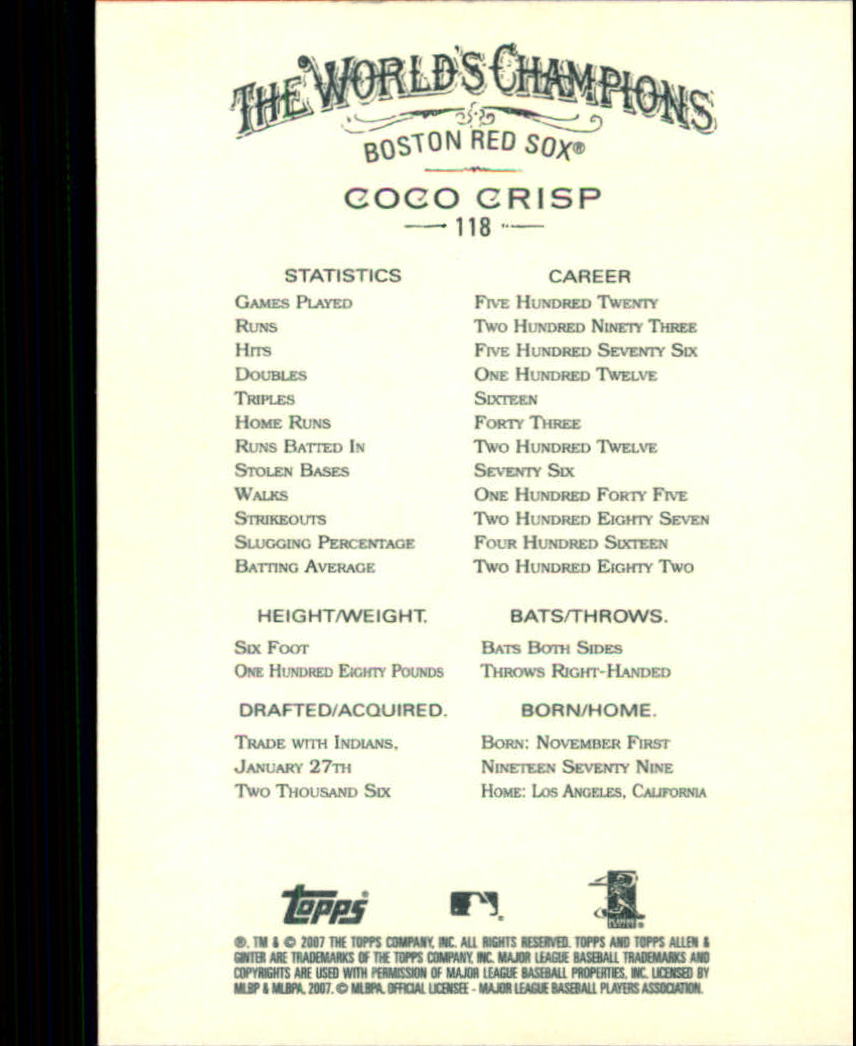 THE WORLD'S CHAMPIONS
BOSTON RED SOX®
COCO CRISP
118
STATISTICS CAREER
GAMES PLAYED FIVE HUNDRED TWENTY
RUNS TWO HUNDRED NINETY THREE
HITS FIVE HUNDRED SEVENTY SIX
DOUBLES ONE HUNDRED TWELVE
TRIPLES SIXTEEN
HOME RUNS FORTY THREE
RUNS BATTED IN TWO HUNDRED TWELVE
STOLEN BASES SEVENTY SIX
WALKS ONE HUNDRED FORTY FIVE
STRIKEOUTS TWO HUNDRED EIGHTY SEVEN
SLUGGING PERCENTAGE FOUR HUNDRED SIXTEEN
BATTING AVERAGE TWO HUNDRED EIGHTY TWO
HEIGHT/WEIGHT. BATS/THROWS.
SIX FOOT BATS BOTH SIDES
ONE HUNDRED EIGHTY POUNDS THROWS RIGHT-HANDED
DRAFTED/ACQUIRED. BORN/HOME.
TRADE WITH INDIANS, BORN: NOVEMBER FIRST
JANUARY 27TH NINETEEN SEVENTY NINE
TWO THOUSAND SIX HOME: LOS ANGELES, CALIFORNIA
Topps®
®, TM & © 2007 THE TOPPS COMPANY, INC. ALL RIGHTS RESERVED. TOPPS AND TOPPS ALLEN &
GINTER ARE TRADEMARKS OF THE TOPPS COMPANY, INC. MAJOR LEAGUE BASEBALL TRADEMARKS AND
COPYRIGHTS ARE USED WITH PERMISSION OF MAJOR LEAGUE BASEBALL PROPERTIES, INC. LICENSED BY
MLBP & MLBPA, 2007. © MLBPA. OFFICIAL LICENSEE - MAJOR LEAGUE BASEBALL PLAYERS ASSOCIATION.